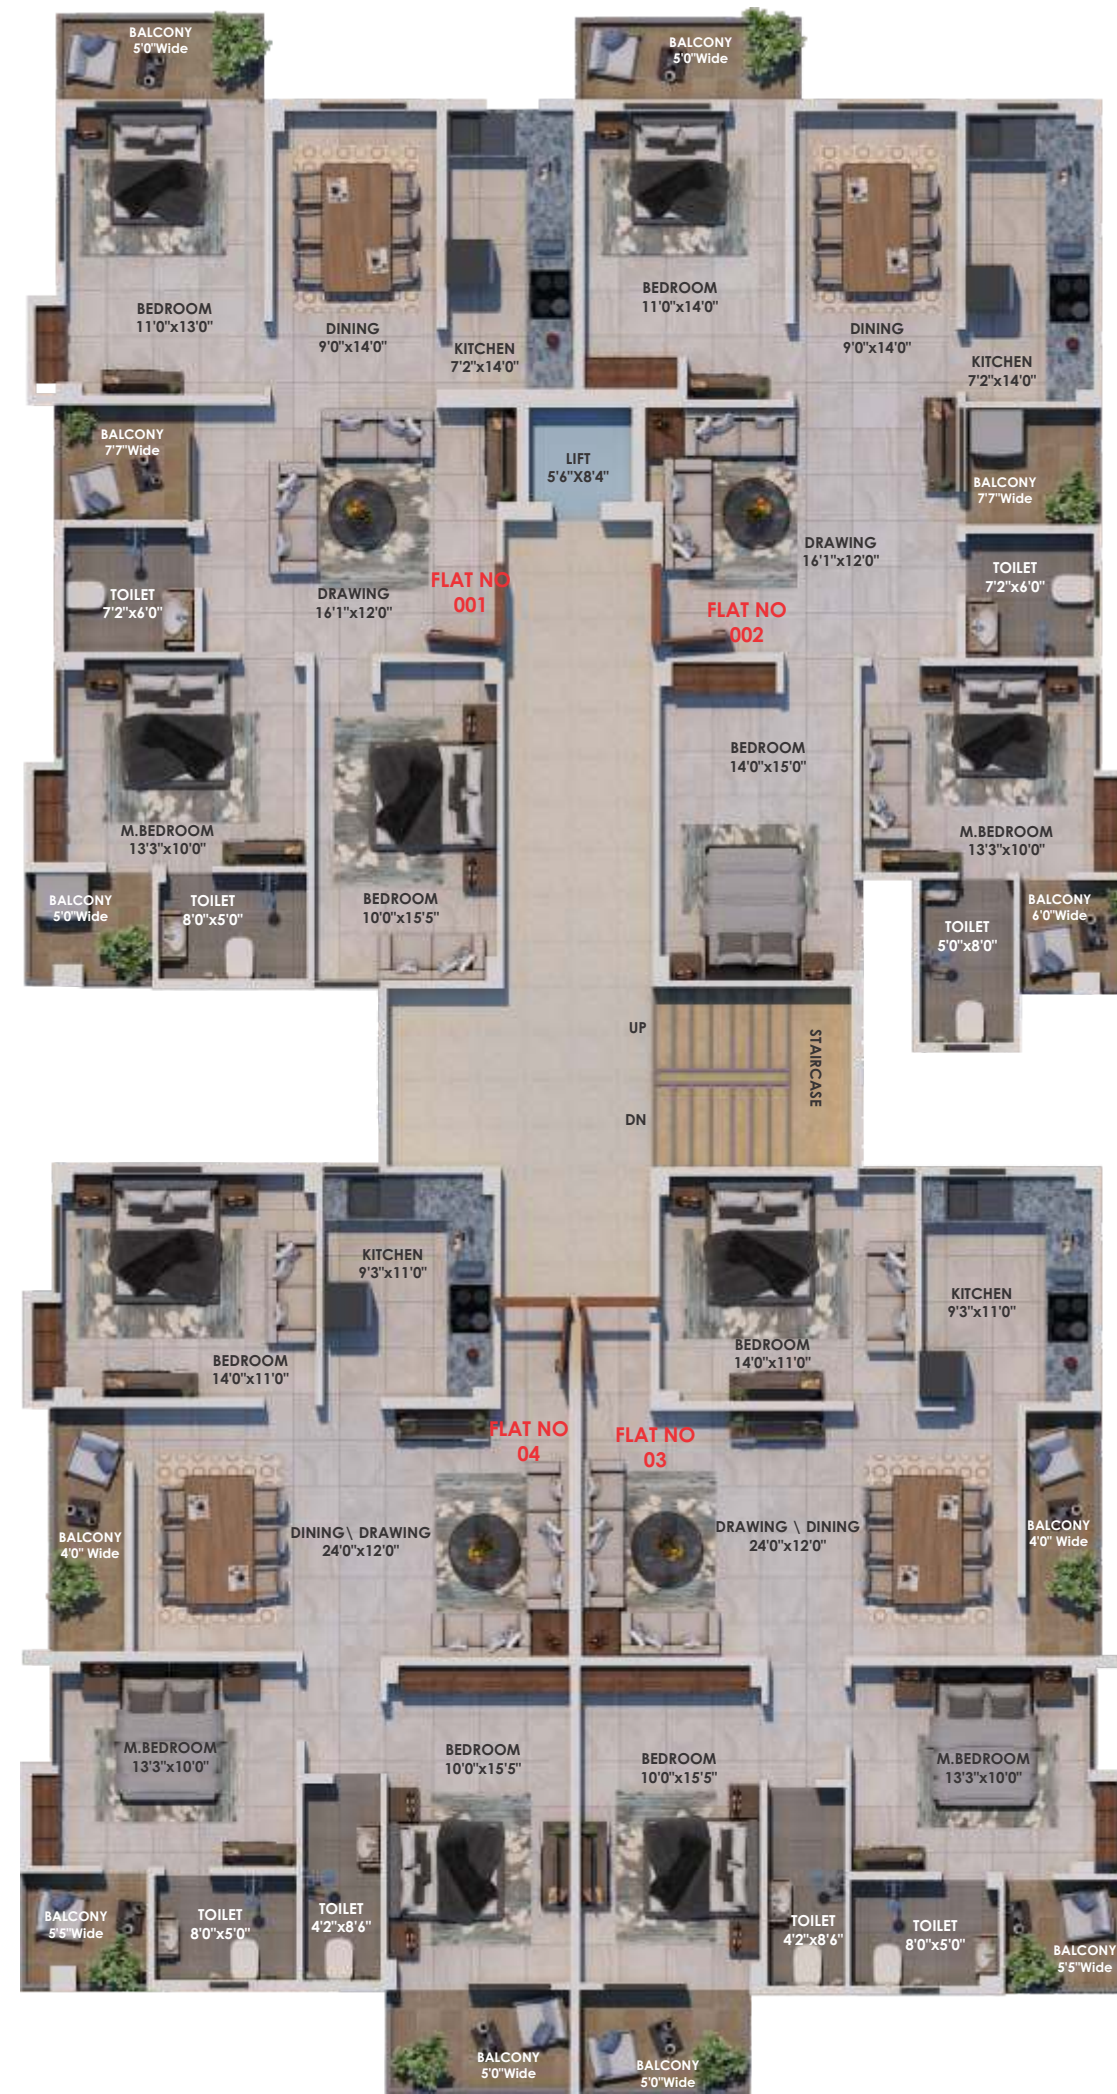 BALCONY
5'0"Wide
BALCONY
5'0"Wide
BEDROOM
11'0"x13'0"
DINING
9'0"x14'0"
KITCHEN
7'2"x14'0"
BEDROOM
11'0"x14'0"
DINING
9'0"x14'0"
KITCHEN
7'2"x14'0"
BALCONY
7'7"Wide
LIFT
5'6"X8'4"
BALCONY
7'7"Wide
DRAWING
16'1"x12'0"
TOILET
7'2"x6'0"
DRAWING
16'1"x12'0"
FLAT NO
001
FLAT NO
002
TOILET
7'2"x6'0"
M.BEDROOM
13'3"x10'0"
BEDROOM
14'0"x15'0"
M.BEDROOM
13'3"x10'0"
BALCONY
5'0"Wide
TOILET
8'0"x5'0"
BEDROOM
10'0"x15'5"
TOILET
5'0"x8'0"
BALCONY
6'0"Wide
UP
STAIRCASE
DN
KITCHEN
9'3"x11'0"
BEDROOM
14'0"x11'0"
BEDROOM
14'0"x11'0"
KITCHEN
9'3"x11'0"
FLAT NO
04
FLAT NO
03
BALCONY
4'0" Wide
DINING\ DRAWING
24'0"x12'0"
DRAWING \ DINING
24'0"x12'0"
BALCONY
4'0" Wide
M.BEDROOM
13'3"x10'0"
BEDROOM
10'0"x15'5"
BEDROOM
10'0"x15'5"
M.BEDROOM
13'3"x10'0"
BALCONY
5'5"Wide
TOILET
8'0"x5'0"
TOILET
4'2"x8'6"
TOILET
4'2"x8'6"
TOILET
8'0"x5'0"
BALCONY
5'5"Wide
BALCONY
5'0"Wide
BALCONY
5'0"Wide